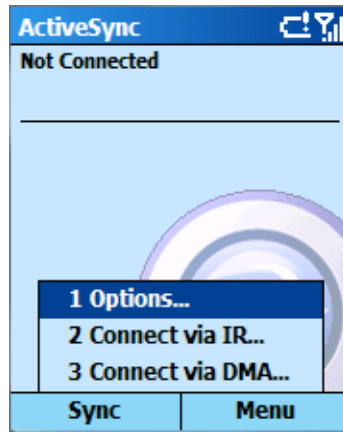 ActiveSync
Not Connected
1 Options...
2 Connect via IR...
3 Connect via DMA...
Sync Menu